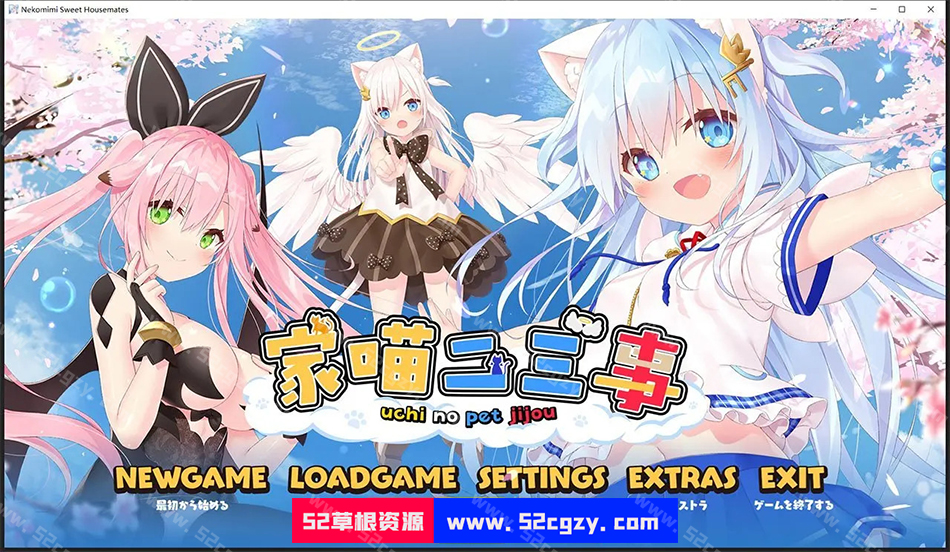 Nekomimi Sweet Housemates
家喵二三事
uchi no pet jijou
NEWGAME LOADGAME SETTINGS EXTRAS EXIT
最初から始める ストラ ゲームを終了する
52草根资源 www.52cgzy.com